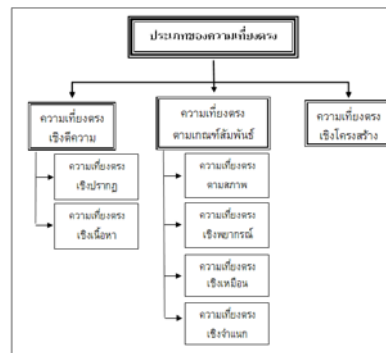 ประเภทของความเที่ยงตรง
ความเที่ยงตรง
เชิงตีความ
ความเที่ยงตรง
ตามเกณฑ์สัมพันธ์
ความเที่ยงตรง
เชิงโครงสร้าง
ความเที่ยงตรง
เชิงปรากฏ
ความเที่ยงตรง
เชิงเนื้อหา
ความเที่ยงตรง
ตามสภาพ
ความเที่ยงตรง
เชิงพยากรณ์
ความเที่ยงตรง
เชิงเหมือน
ความเที่ยงตรง
เชิงจำแนก